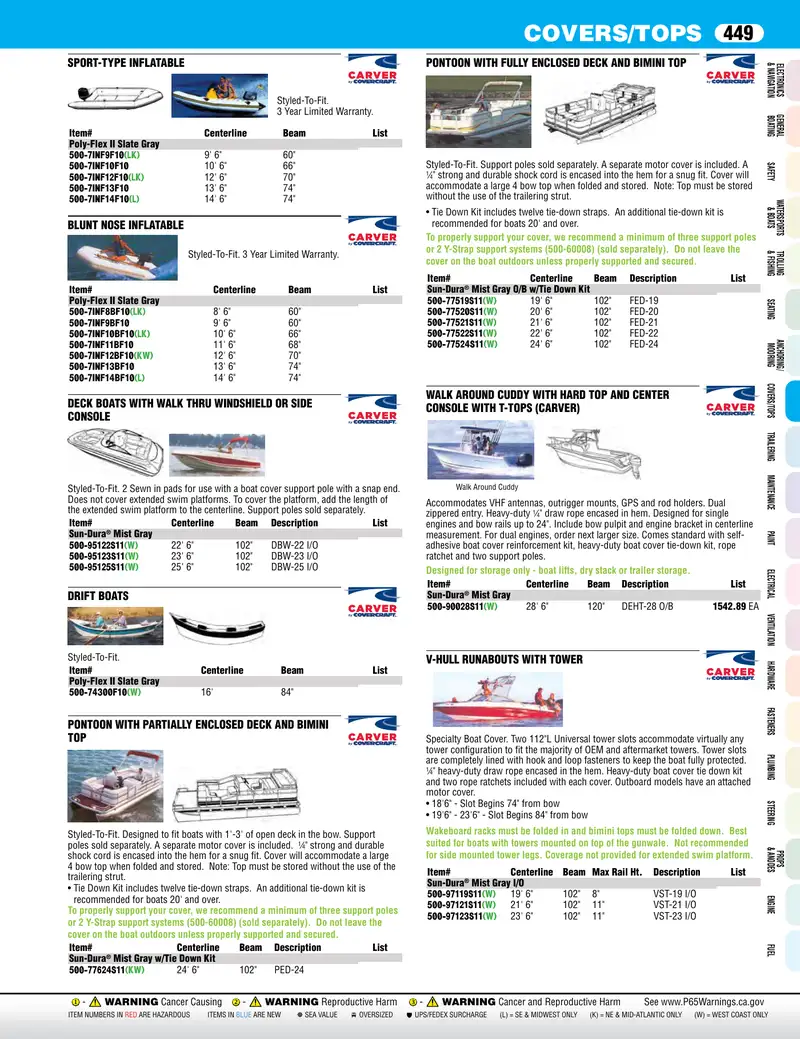 COVERS/TOPS 449
SPORT-TYPE INFLATABLE
CARVER
by COVERCRAFT.
Styled-To-Fit.
3 Year Limited Warranty.
Item# Centerline Beam List
Poly-Flex II Slate Gray
500-7INF9F10(LK) 9' 6" 60"
500-7INF10F10 10' 6" 66"
500-7INF12F10(LK) 12' 6" 70"
500-7INF13F10 13' 6" 74"
500-7INF14F10(L) 14' 6" 74"
BLUNT NOSE INFLATABLE
CARVER
by COVERCRAFT.
Styled-To-Fit. 3 Year Limited Warranty.
Item# Centerline Beam List
Poly-Flex II Slate Gray
500-7INF8BF10(LK) 8' 6" 60"
500-7INF9BF10 9' 6" 60"
500-7INF10BF10(LK) 10' 6" 66"
500-7INF11BF10 11' 6" 68"
500-7INF12BF10(KW) 12' 6" 70"
500-7INF13BF10 13' 6" 74"
500-7INF14BF10(L) 14' 6" 74"
DECK BOATS WITH WALK THRU WINDSHIELD OR SIDE
CONSOLE
CARVER
by COVERCRAFT.
Styled-To-Fit. 2 Sewn in pads for use with a boat cover support pole with a snap end.
Does not cover extended swim platforms. To cover the platform, add the length of
the extended swim platform to the centerline. Support poles sold separately.
Item# Centerline Beam Description List
Sun-Dura® Mist Gray
500-95122S11(W) 22' 6" 102" DBW-22 I/O
500-95123S11(W) 23' 6" 102" DBW-23 I/O
500-95125S11(W) 25' 6" 102" DBW-25 I/O
DRIFT BOATS
CARVER
by COVERCRAFT.
Styled-To-Fit.
Item# Centerline Beam List
Poly-Flex II Slate Gray
500-74300F10(W) 16' 84"
PONTOON WITH PARTIALLY ENCLOSED DECK AND BIMINI
TOP
CARVER
by COVERCRAFT.
Styled-To-Fit. Designed to fit boats with 1'-3' of open deck in the bow. Support
poles sold separately. A separate motor cover is included. ¼" strong and durable
shock cord is encased into the hem for a snug fit. Cover will accommodate a large
4 bow top when folded and stored. Note: Top must be stored without the use of the
trailering strut.
• Tie Down Kit includes twelve tie-down straps. An additional tie-down kit is
recommended for boats 20' and over.
To properly support your cover, we recommend a minimum of three support poles
or 2 Y-Strap support systems (500-60008) (sold separately). Do not leave the
cover on the boat outdoors unless properly supported and secured.
Item# Centerline Beam Description List
Sun-Dura® Mist Gray w/Tie Down Kit
500-77624S11(KW) 24' 6" 102" PED-24
PONTOON WITH FULLY ENCLOSED DECK AND BIMINI TOP
CARVER
by COVERCRAFT.
Styled-To-Fit. Support poles sold separately. A separate motor cover is included. A
¼" strong and durable shock cord is encased into the hem for a snug fit. Cover will
accommodate a large 4 bow top when folded and stored. Note: Top must be stored
without the use of the trailering strut.
• Tie Down Kit includes twelve tie-down straps. An additional tie-down kit is
recommended for boats 20' and over.
To properly support your cover, we recommend a minimum of three support poles
or 2 Y-Strap support systems (500-60008) (sold separately). Do not leave the
cover on the boat outdoors unless properly supported and secured.
Item# Centerline Beam Description List
Sun-Dura® Mist Gray O/B w/Tie Down Kit
500-77519S11(W) 19' 6" 102" FED-19
500-77520S11(W) 20' 6" 102" FED-20
500-77521S11(W) 21' 6" 102" FED-21
500-77522S11(W) 22' 6" 102" FED-22
500-77524S11(W) 24' 6" 102" FED-24
WALK AROUND CUDDY WITH HARD TOP AND CENTER
CONSOLE WITH T-TOPS (CARVER)
CARVER
by COVERCRAFT.
Walk Around Cuddy
Accommodates VHF antennas, outrigger mounts, GPS and rod holders. Dual
zippered entry. Heavy-duty ¼" draw rope encased in hem. Designed for single
engines and bow rails up to 24". Include bow pulpit and engine bracket in centerline
measurement. For dual engines, order next larger size. Comes standard with self-
adhesive boat cover reinforcement kit, heavy-duty boat cover tie-down kit, rope
ratchet and two support poles.
Designed for storage only - boat lifts, dry stack or trailer storage.
Item# Centerline Beam Description List
Sun-Dura® Mist Gray
500-90028S11(W) 28' 6" 120" DEHT-28 O/B 1542.89 EA
V-HULL RUNABOUTS WITH TOWER
CARVER
by COVERCRAFT.
Specialty Boat Cover. Two 112"L Universal tower slots accommodate virtually any
tower configuration to fit the majority of OEM and aftermarket towers. Tower slots
are completely lined with hook and loop fasteners to keep the boat fully protected.
¼" heavy-duty draw rope encased in the hem. Heavy-duty boat cover tie down kit
and two rope ratchets included with each cover. Outboard models have an attached
motor cover.
• 18'6" - Slot Begins 74" from bow
• 19'6" - 23'6" - Slot Begins 84" from bow
Wakeboard racks must be folded in and bimini tops must be folded down. Best
suited for boats with towers mounted on top of the gunwale. Not recommended
for side mounted tower legs. Coverage not provided for extended swim platform.
Item# Centerline Beam Max Rail Ht. Description List
Sun-Dura® Mist Gray I/O
500-97119S11(W) 19' 6" 102" 8" VST-19 I/O
500-97121S11(W) 21' 6" 102" 11" VST-21 I/O
500-97123S11(W) 23' 6" 102" 11" VST-23 I/O
ELECTRONICS
& NAVIGATION
GENERAL
BOATING
SAFETY
WATERSPORTS
& BOATS
TROLLING
& FISHING
SEATING
ANCHORING/
MOORING
COVERS/TOPS
TRAILERING
MAINTENANCE
PAINT
ELECTRICAL
VENTILATION
HARDWARE
FASTENERS
PLUMBING
STEERING
PROPS
& ANODES
ENGINE
FUEL
1 - WARNING Cancer Causing 2 - WARNING Reproductive Harm 3 - WARNING Cancer and Reproductive Harm See www.P65Warnings.ca.gov
ITEM NUMBERS IN RED ARE HAZARDOUS ITEMS IN BLUE ARE NEW SEA VALUE OVERSIZED UPS/FEDEX SURCHARGE (L) = SE & MIDWEST ONLY (K) = NE & MID-ATLANTIC ONLY (W) = WEST COAST ONLY